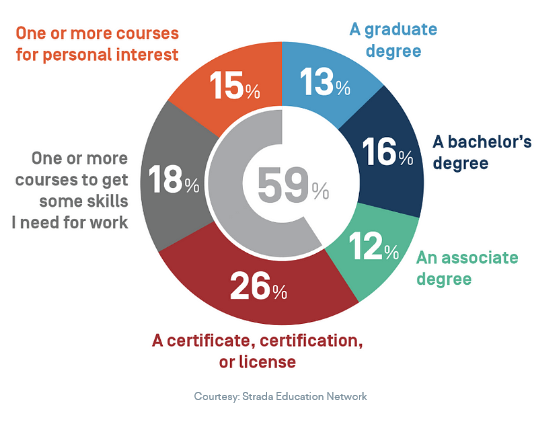 One or more courses
for personal interest
A graduate
degree
15%
13%
One or more
courses to get
some skills
I need for work
18%
59%
16%
A bachelor's
degree
12%
An associate
degree
26%
A certificate, certification,
or license
Courtesy: Strada Education Network